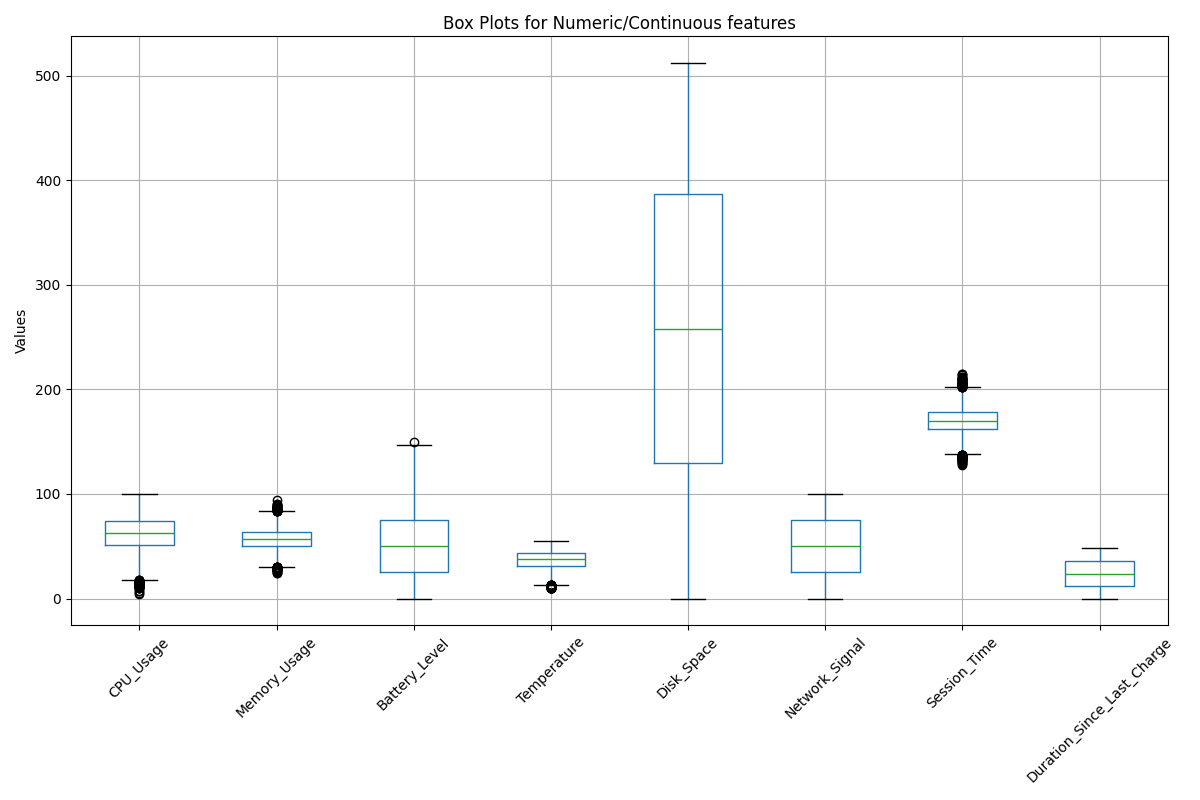 Box Plots for Numeric/Continuous features
Values
500
400
300
200
100
0
CPU_Usage
Memory_Usage
Battery_Level
Temperature
Disk_Space
Network_Signal
Session_Time
Duration_Since_Last_Charge